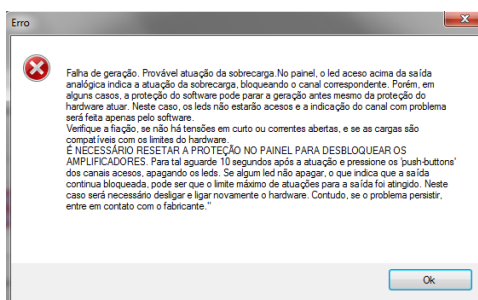 Erro
Falha de geração. Provável atuação da sobrecarga.No painel, o led aceso acima da saída
analógica indica a atuação da sobrecarga, bloqueando o canal correspondente. Porém, em
alguns casos, a proteção do software pode parar a geração antes mesmo da proteção do
hardware atuar. Neste caso, os leds não estarão acesos e a indicação do canal com problema
será feita apenas pelo software.
Verifique a fiação, se não há tensões em curto ou correntes abertas, e se as cargas são
compatíveis com os limites do hardware.
É NECESSÁRIO RESETAR A PROTEÇÃO NO PAINEL PARA DESBLOQUEAR OS
AMPLIFICADORES. Para tal aguarde 10 segundos após a atuação e pressione os 'push-buttons'
dos canais acesos, apagando os leds. Se algum led não apagar, o que indica que a saída
continua bloqueada, pode ser que o limite máximo de atuações para a saída foi atingido. Neste
caso será necessário desligar e ligar novamente o hardware. Contudo, se o problema persistir,
entre em contato com o fabricante."
Ok